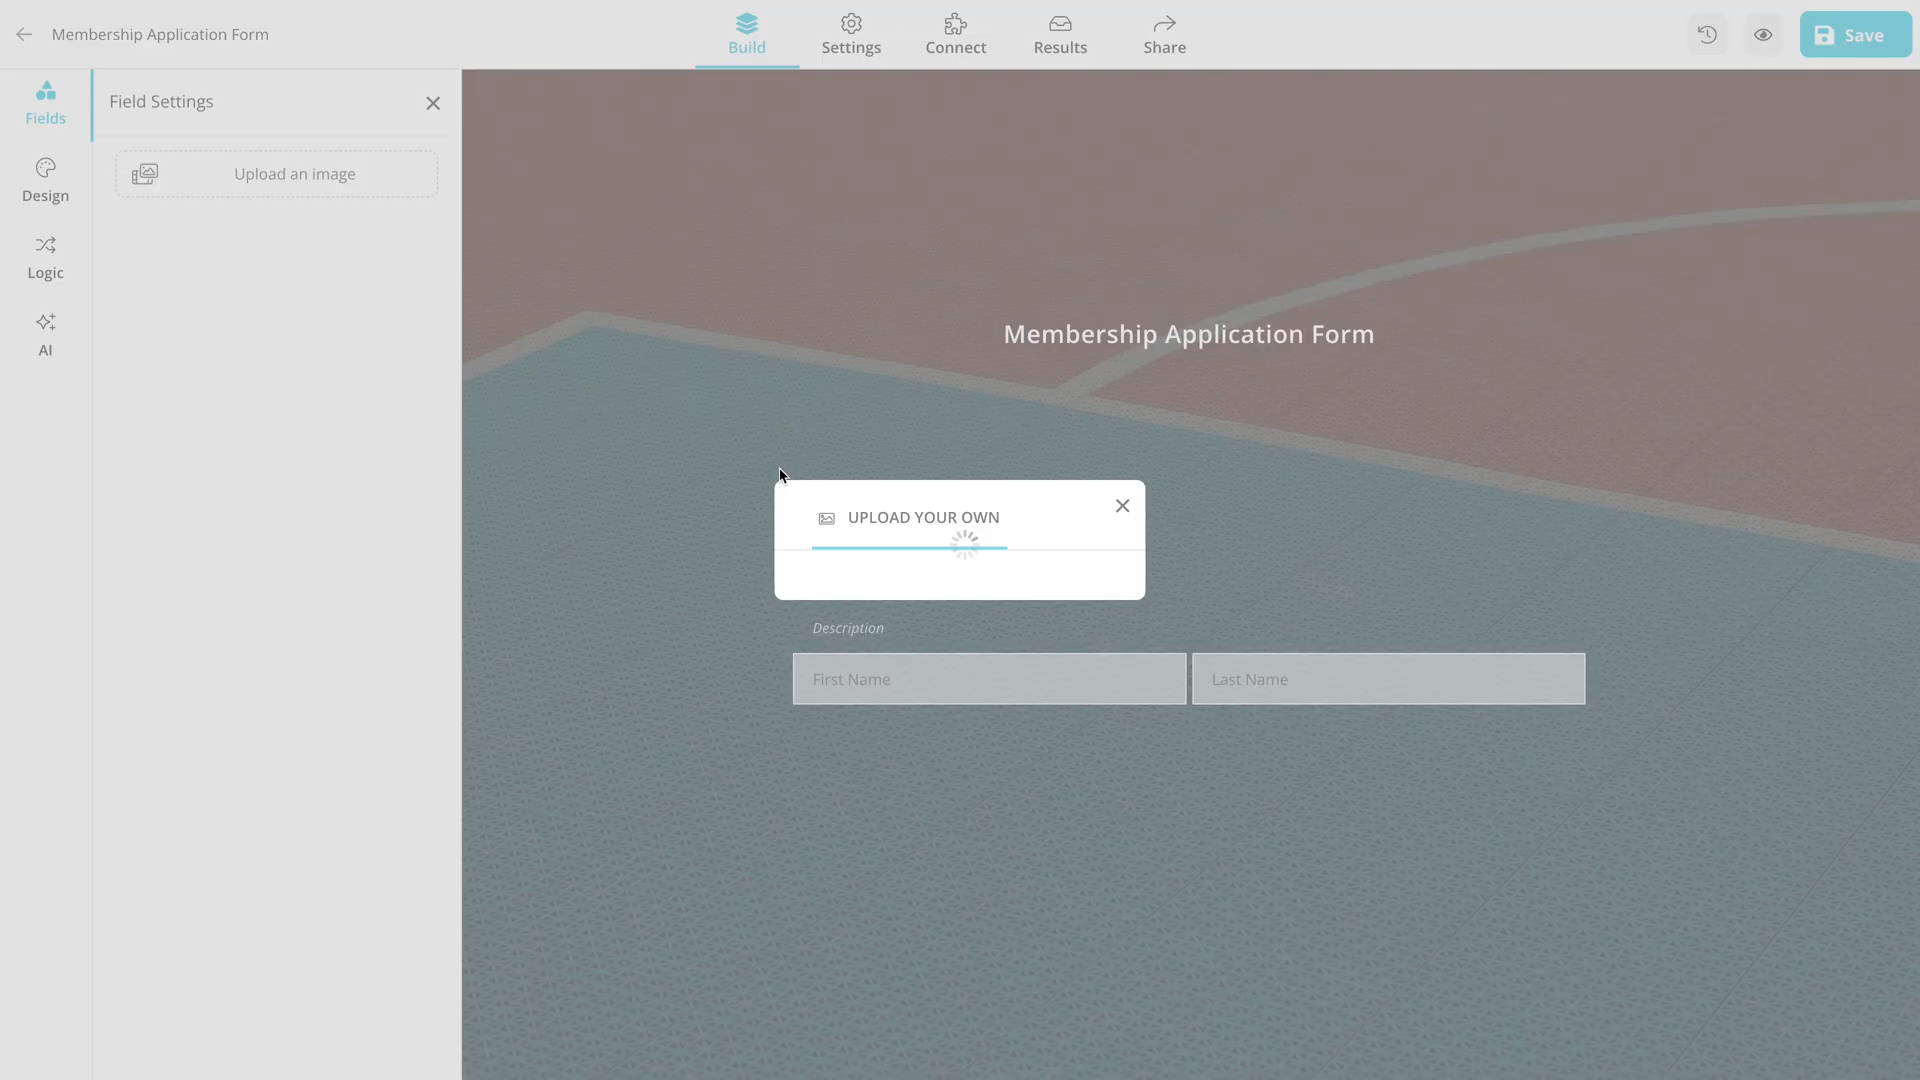 Membership Application Form
Build
Settings
Connect
Results
Share
Save
Fields
Design
Logic
AI
Field Settings
Upload an image
Membership Application Form
UPLOAD YOUR OWN
Description
First Name
Last Name